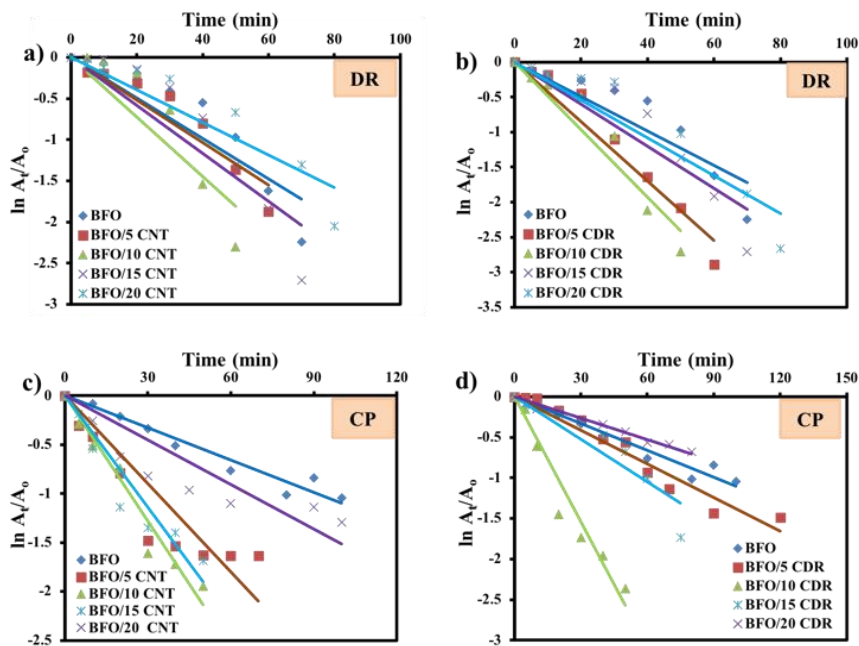 Time (min)
0 20 40 60 80 100
a)
DR
0
-0.5
-1
-1.5
-2
-2.5
-3
ln At/Ao
BFO
BFO/5 CNT
BFO/10 CNT
BFO/15 CNT
BFO/20 CNT
Time (min)
0 20 40 60 80 100
b)
DR
0
-0.5
-1
-1.5
-2
-2.5
-3
-3.5
ln At/Ao
BFO
BFO/5 CDR
BFO/10 CDR
BFO/15 CDR
BFO/20 CDR
Time (min)
0 30 60 90 120
c)
CP
0
-0.5
-1
-1.5
-2
-2.5
ln At/Ao
BFO
BFO/5 CNT
BFO/10 CNT
BFO/15 CNT
BFO/20 CNT
Time (min)
0 30 60 90 120 150
d)
CP
0
-0.5
-1
-1.5
-2
-2.5
-3
ln At/Ao
BFO
BFO/5 CDR
BFO/10 CDR
BFO/15 CDR
BFO/20 CDR